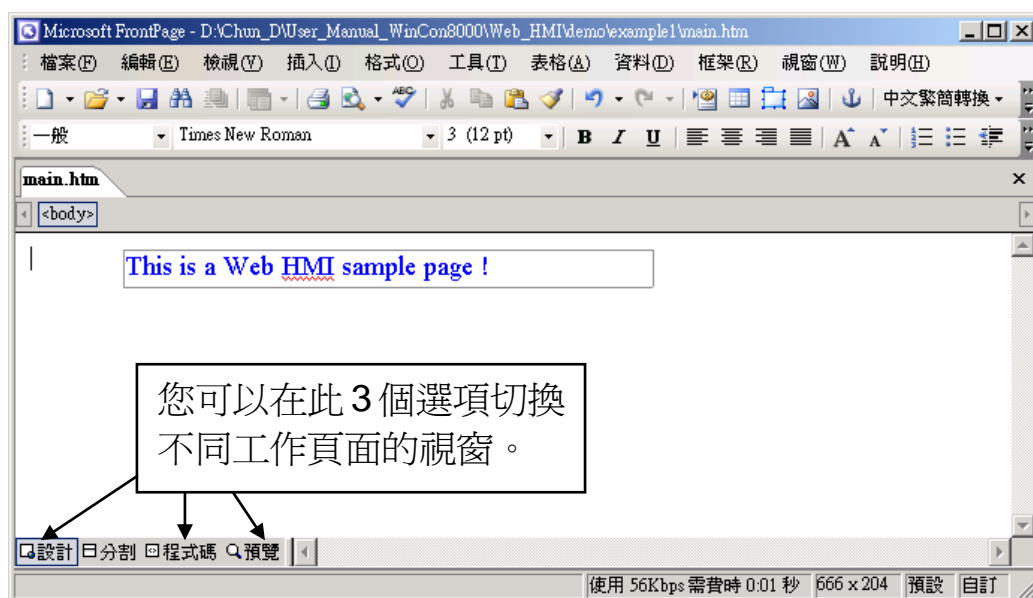 Microsoft FrontPage - D:\Chun_D\User_Manual_WinCon8000\Web_HMI\demo\example1\main.htm
檔案(F) 編輯(E) 檢視(V) 插入(I) 格式(O) 工具(T) 表格(A) 資料(D) 框架(R) 視窗(W) 說明(H)
ABC 中文繁簡轉換
一般 Times New Roman 3 (12 pt) B I U A A
main.htm
<body>
This is a Web HMI sample page !
您可以在此 3 個選項切換
不同工作頁面的視窗。
設計 分割 程式碼 預覽
使用 56Kbps 需費時 0:01 秒 666 x 204 預設 自訂